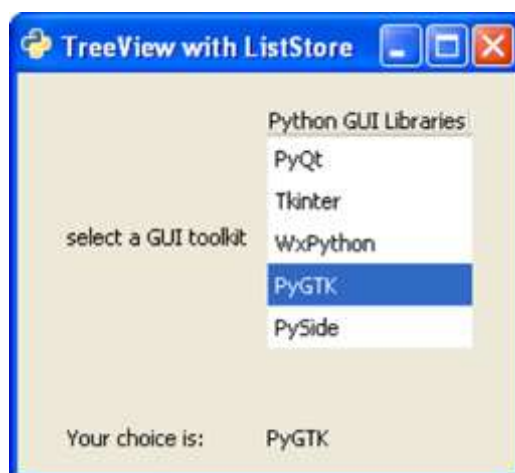 TreeView with ListStore
Python GUI Libraries
PyQt
Tkinter
select a GUI toolkit
WxPython
PyGTK
PySide
Your choice is: PyGTK